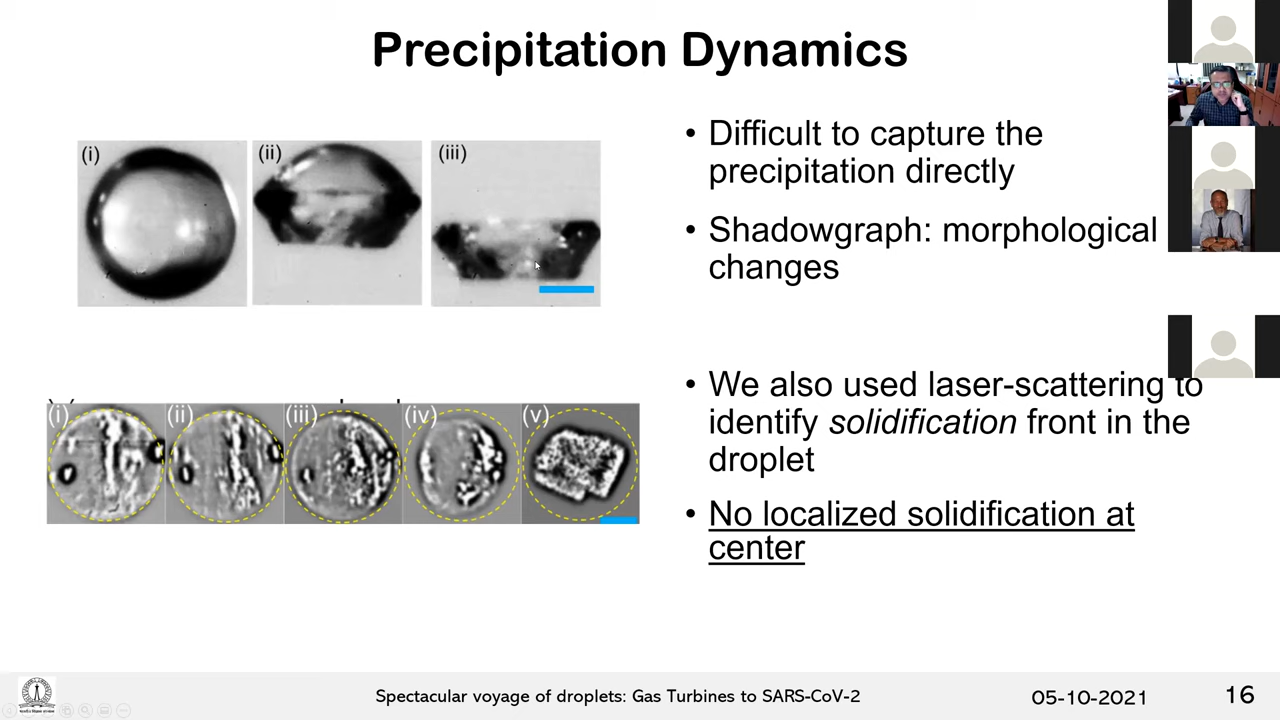 Precipitation Dynamics
(i)
(ii)
(iii)
• Difficult to capture the
precipitation directly
• Shadowgraph: morphological
changes
(i)
(ii)
(iii)
(iv)
(v)
• We also used laser-scattering to
identify solidification front in the
droplet
• No localized solidification at
center
Spectacular voyage of droplets: Gas Turbines to SARS-CoV-2
05-10-2021
16